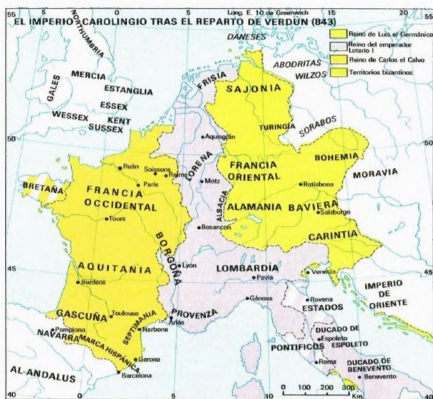 Long. E. 10 de Greenwich
EL IMPERIO CAROLINGIO TRAS EL REPARTO DE VERDÚN (843)
Reino de Luis el Germánico
Reino del emperador
Lotario I
Reino de Carlos el Calvo
Territorios bizantinos
NORTHUMBRIA
DANESES
ABODRITAS
WILZOS
FRISIA
SAJONIA
GALES
MERCIA
ESTANGLIA
ESSEX
WESSEX
KENT
SUSSEX
TURINGIA
SORABOS
Aquisgrán
LORENA
BOHEMIA
MORAVIA
Ruán
Soissons
Reims
París
Metz
FRANCIA
ORIENTAL
Ratisbona
BRETAÑA
FRANCIA
OCCIDENTAL
ALSACIA
ALAMANIA
BAVIERA
Salzburgo
Tours
Besançon
BORGOÑA
CARINTIA
AQUITANIA
Lyon
LOMBARDÍA
Pavía
Venecia
Burdeos
Génova
Ravena
IMPERIO
DE
ORIENTE
ESTADOS
PONTIFICIOS
GASCUÑA
Toulouse
SEPTIMANIA
Arlés
PROVENZA
Narbona
DUCADO DE
Espoleto
ESPOLETO
NAVARRA
Pamplona
MARCA HISPÁNICA
Gerona
Barcelona
Roma
DUCADO DE
BENEVENTO
Benevento
AL-ANDALUS
0 150 300
Km.